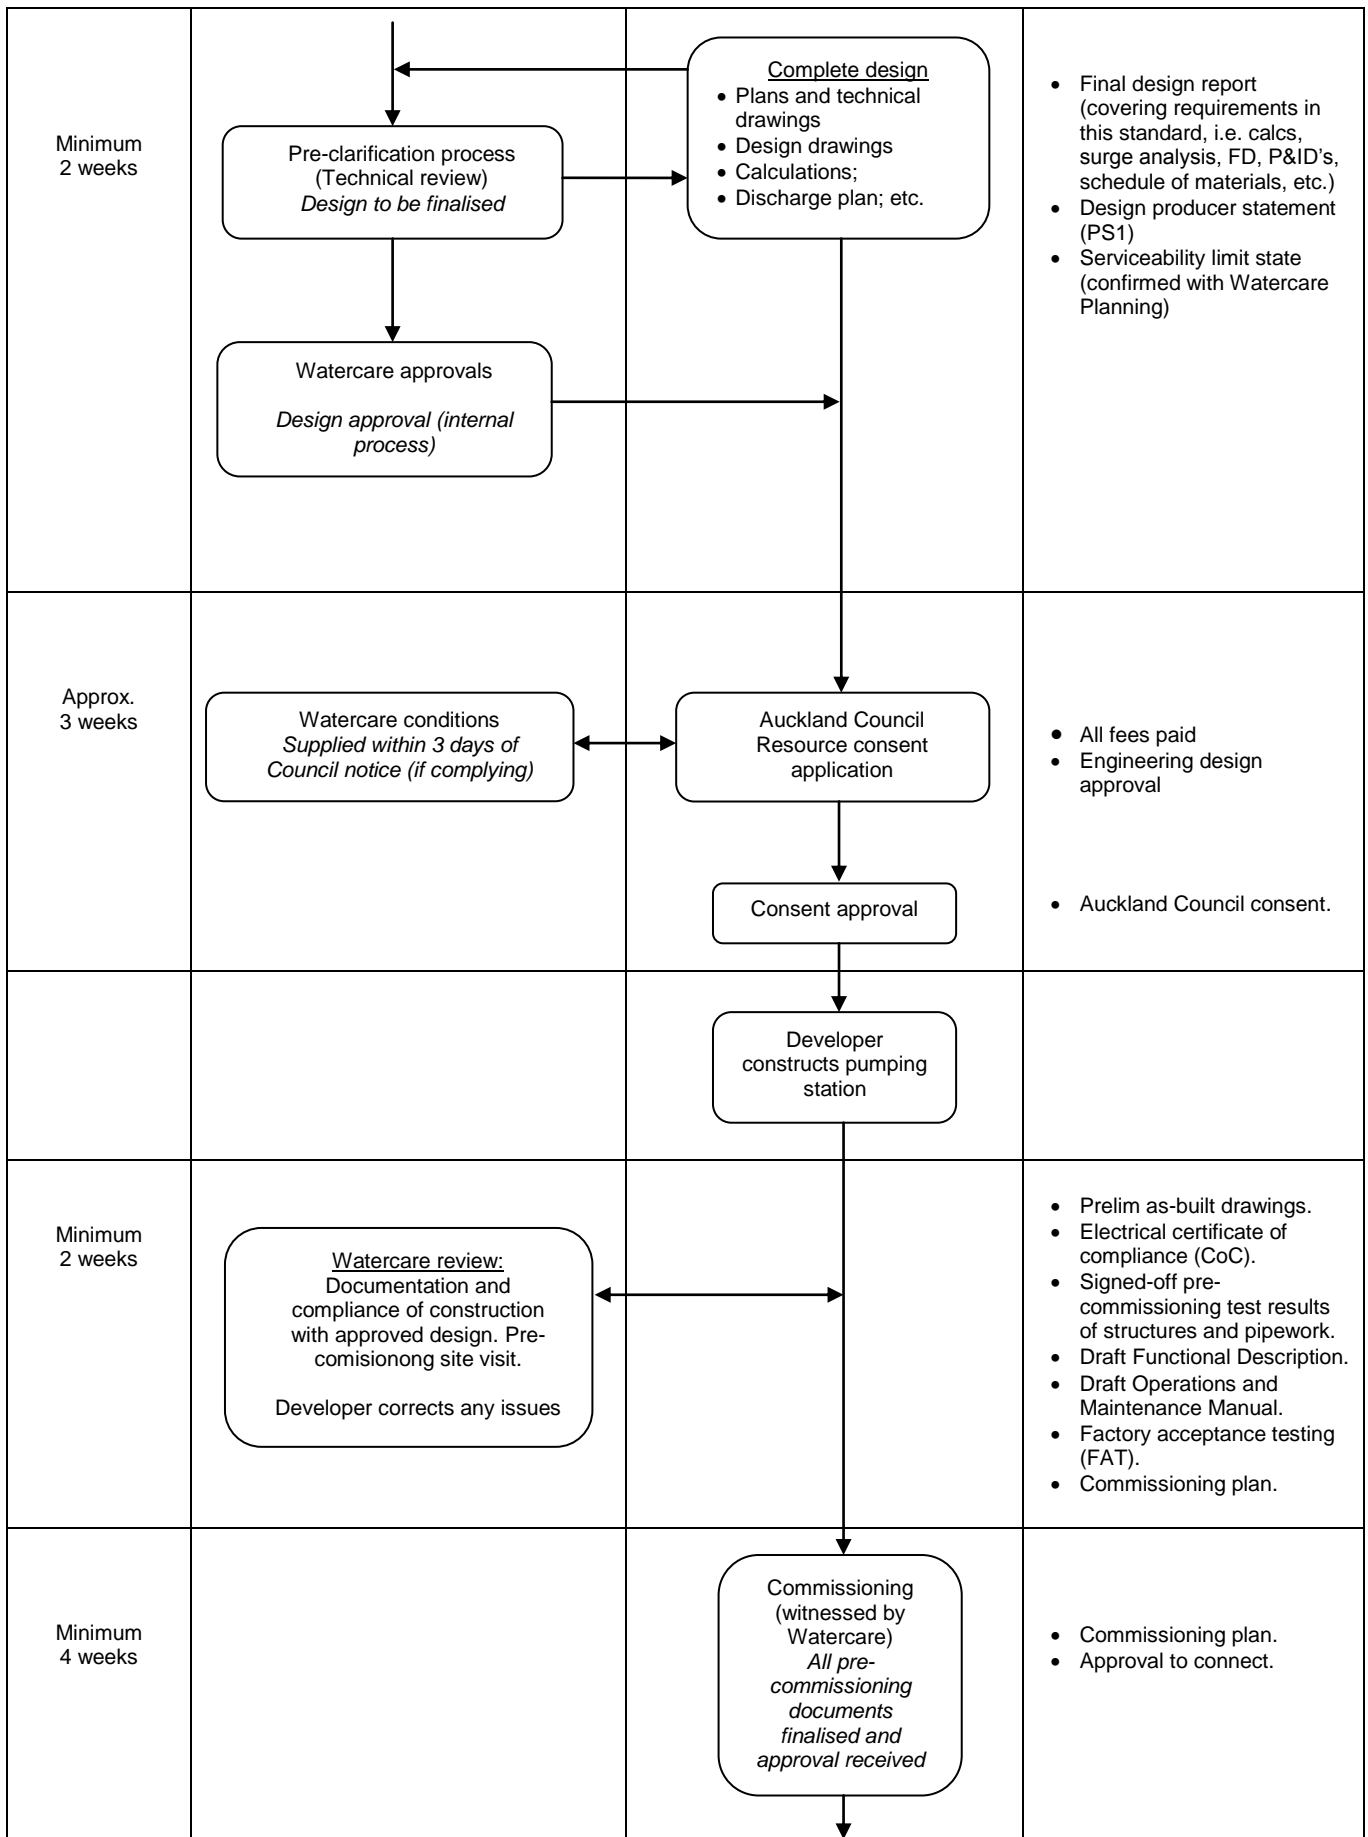 Minimum
2 weeks
Pre-clarification process
(Technical review)
Design to be finalised
Watercare approvals
Design approval (internal
process)
Complete design
• Plans and technical
drawings
• Design drawings
• Calculations;
• Discharge plan; etc.
• Final design report
(covering requirements in
this standard, i.e. calcs,
surge analysis, FD, P&ID’s,
schedule of materials, etc.)
• Design producer statement
(PS1)
• Serviceability limit state
(confirmed with Watercare
Planning)
Approx.
3 weeks
Watercare conditions
Supplied within 3 days of
Council notice (if complying)
Auckland Council
Resource consent
application
Consent approval
• All fees paid
• Engineering design
approval
• Auckland Council consent.
Developer
constructs pumping
station
Minimum
2 weeks
Watercare review:
Documentation and
compliance of construction
with approved design. Pre-
comisionong site visit.
Developer corrects any issues
• Prelim as-built drawings.
• Electrical certificate of
compliance (CoC).
• Signed-off pre-
commissioning test results
of structures and pipework.
• Draft Functional Description.
• Draft Operations and
Maintenance Manual.
• Factory acceptance testing
(FAT).
• Commissioning plan.
Minimum
4 weeks
Commissioning
(witnessed by
Watercare)
All pre-
commissioning
documents
finalised and
approval received
• Commissioning plan.
• Approval to connect.